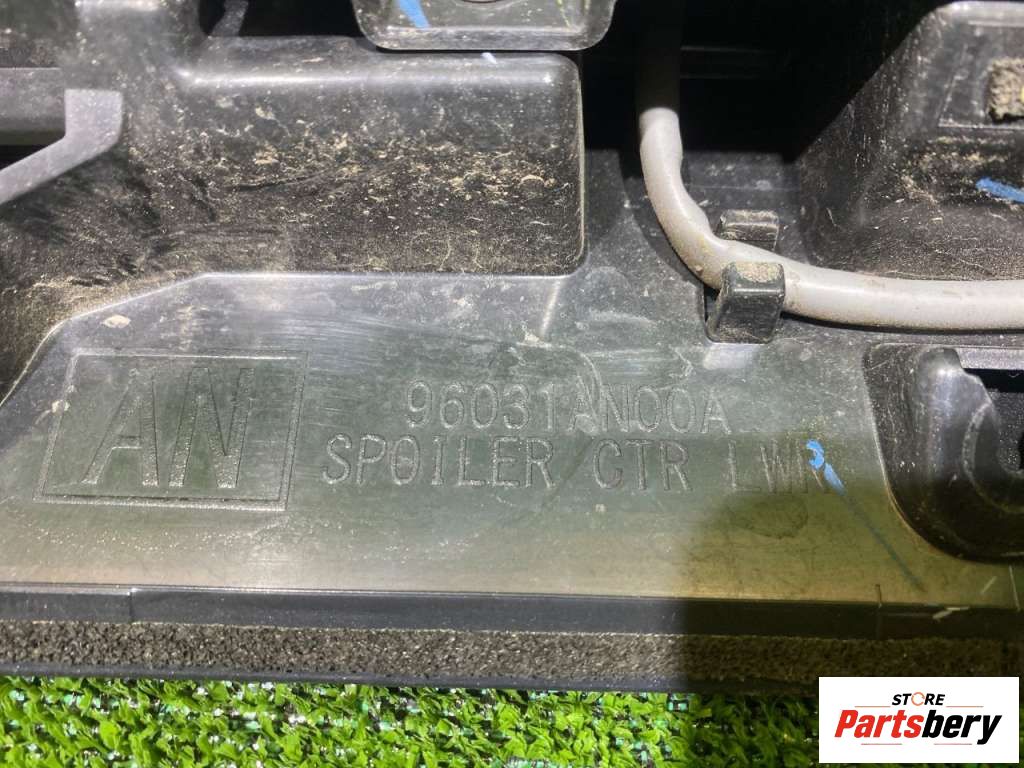 AN
96031AN00A
SPOILER CTR LWR
STORE
Partsbery